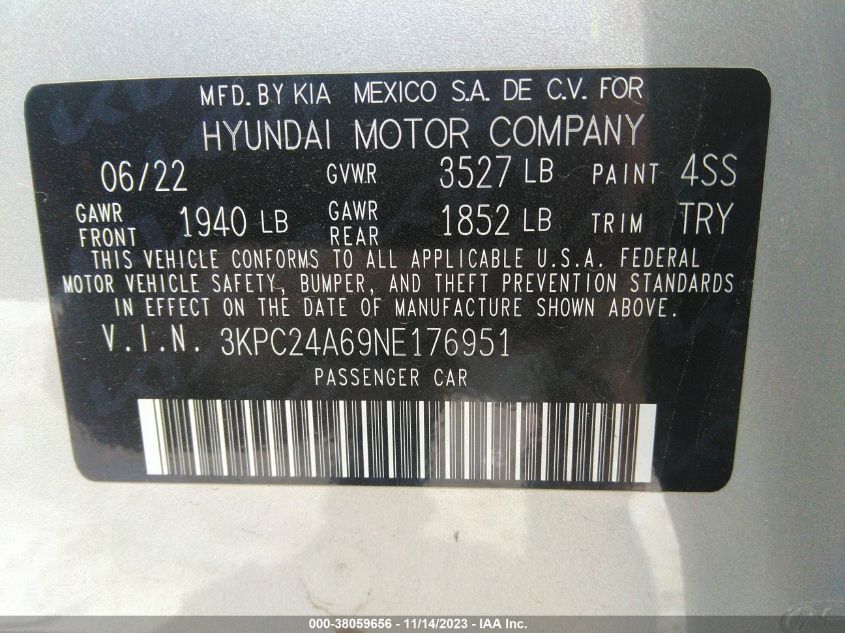 MFD. BY KIA MEXICO S.A. DE C.V. FOR
HYUNDAI MOTOR COMPANY
06/22 GVWR 3527 LB PAINT 4SS
GAWR FRONT 1940 LB GAWR REAR 1852 LB TRIM TRY
THIS VEHICLE CONFORMS TO ALL APPLICABLE U.S.A. FEDERAL
MOTOR VEHICLE SAFETY, BUMPER, AND THEFT PREVENTION STANDARDS
IN EFFECT ON THE DATE OF MANUFACTURE SHOWN ABOVE.
V.I.N. 3KPC24A69NE176951
PASSENGER CAR
000-38059656 - 11/14/2023 - IAA Inc.